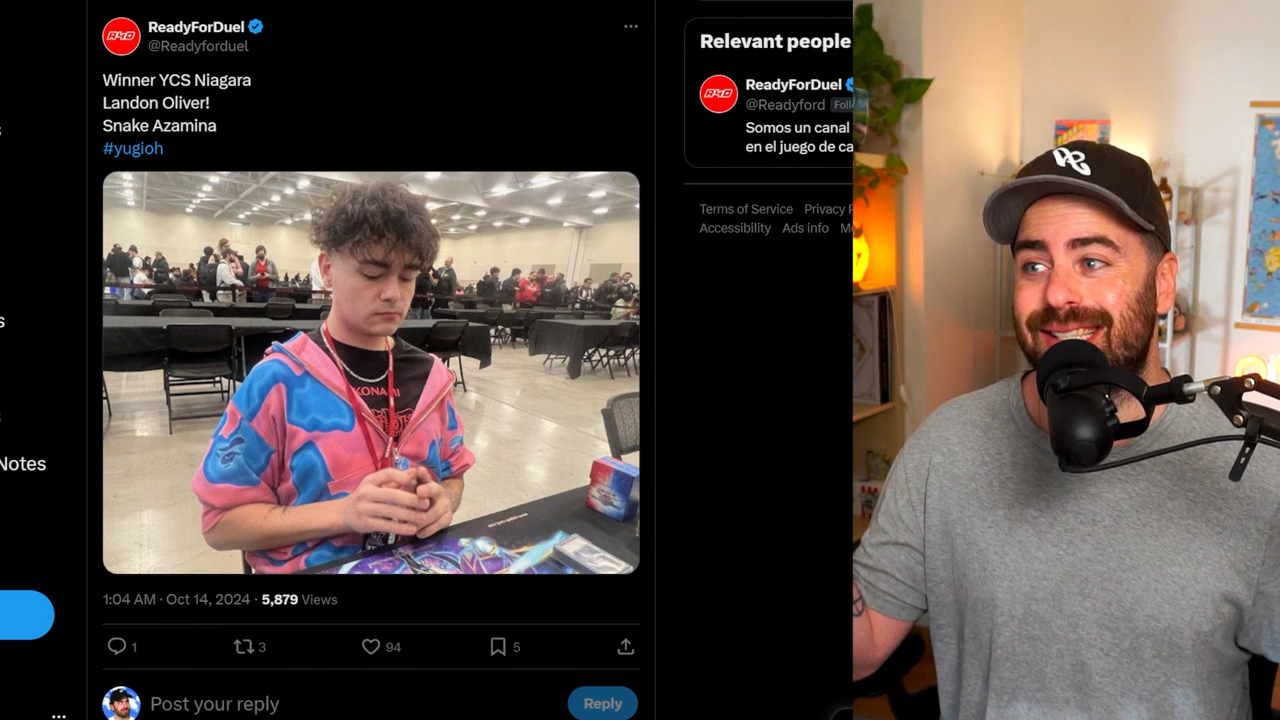 ReadyForDuel
@Readyforduel
Winner YCS Niagara
Landon Oliver!
Snake Azamina
#yugioh
KONAMI
1:04 AM · Oct 14, 2024 · 5,879 Views
1
3
94
5
Post your reply
Reply
Notes
Relevant people
R4D
ReadyForDuel
@Readyford
Foll
Somos un canal
en el juego de ca
Terms of Service Privacy P
Accessibility Ads info M